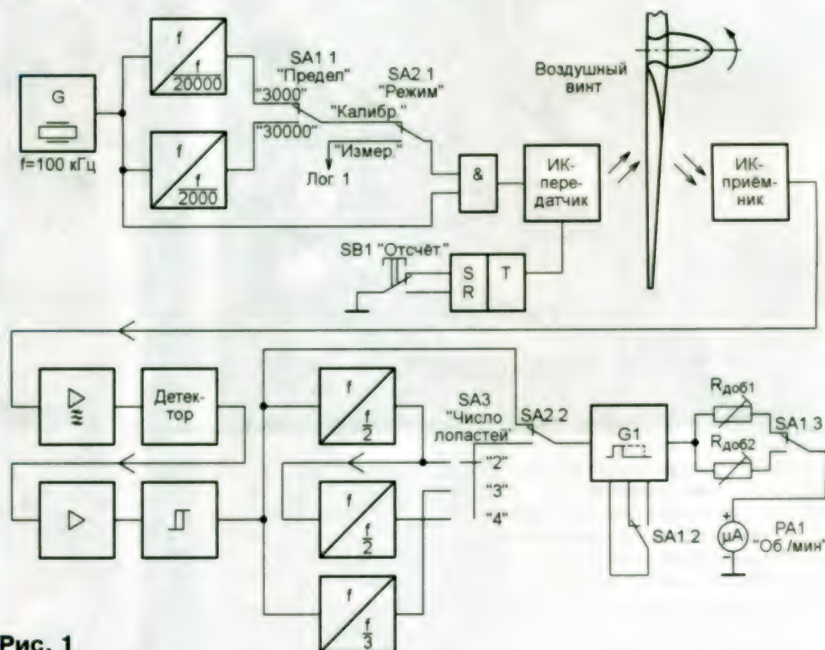 f
f/20000
G
f=100 кГц
f
f/2000
SA1.1
"Предел"
"3000"
"30000"
SA2.1
"Режим"
"Калибр."
"Измер."
Лог. 1
&
ИК-
пере-
датчик
Воздушный
винт
ИК-
приём-
ник
SB1 "Отсчёт"
S
R
T
Детек-
тор
f
f/2
f
f/2
f
f/3
SA3
"Число
лопастей"
"2"
"3"
"4"
SA2.2
G1
SA1.2
Rдоб1
Rдоб2
SA1.3
+
μA
−
PA1
"Об./мин"
Рис. 1